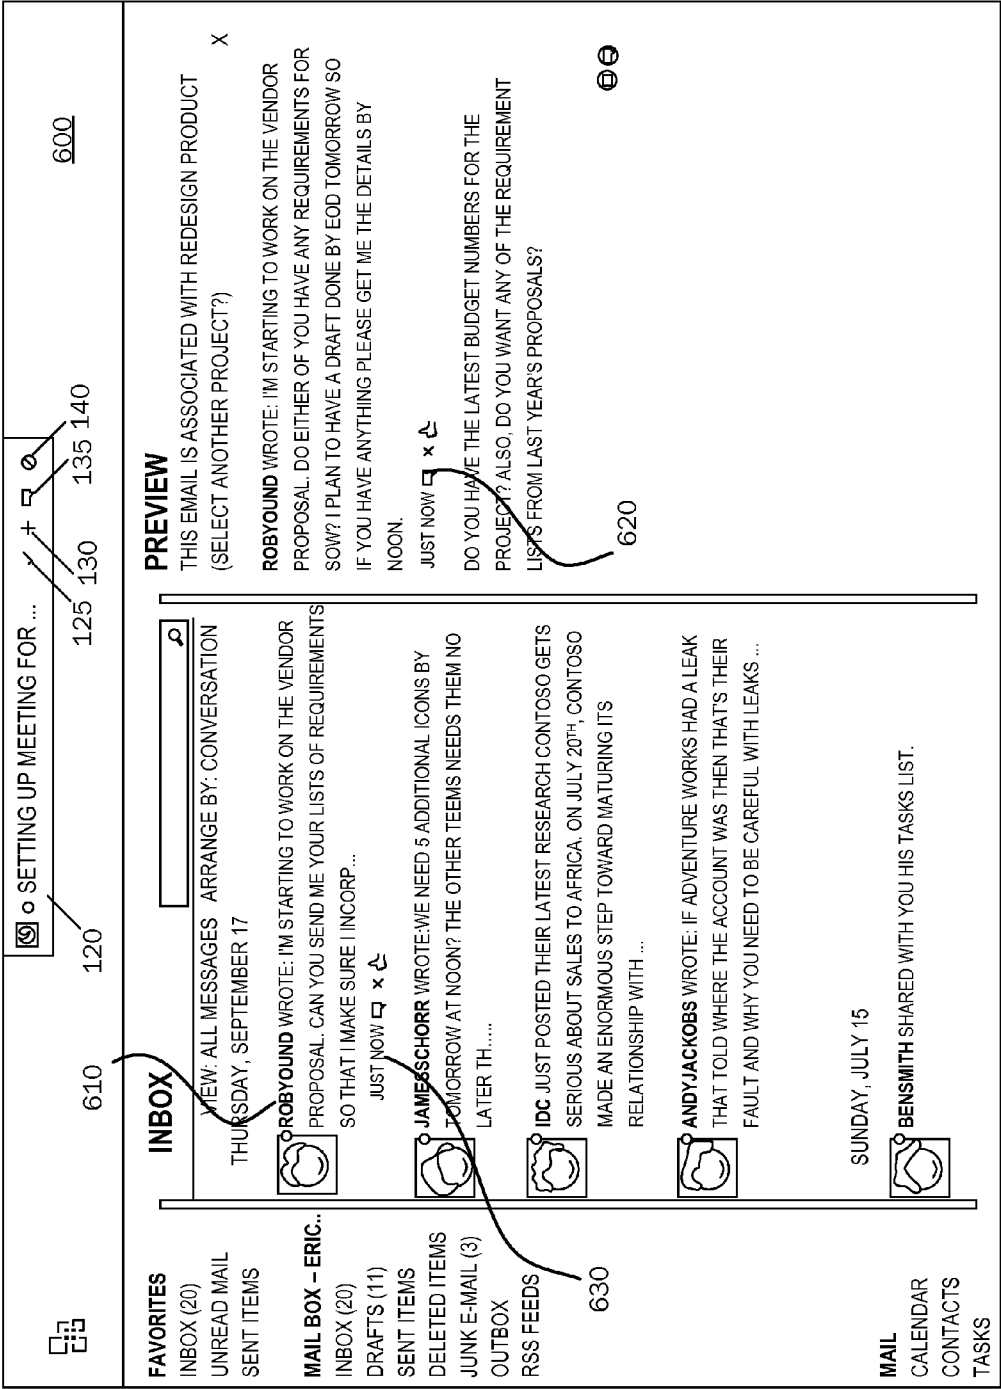 600
SETTING UP MEETING FOR ...
+
120
125
130
135
140
610
FAVORITES
INBOX (20)
UNREAD MAIL
SENT ITEMS
MAIL BOX – ERIC..
INBOX (20)
DRAFTS (11)
SENT ITEMS
DELETED ITEMS
JUNK E-MAIL (3)
OUTBOX
RSS FEEDS
MAIL
CALENDAR
CONTACTS
TASKS
630
INBOX
VIEW: ALL MESSAGES ARRANGE BY: CONVERSATION
THURSDAY, SEPTEMBER 17
ROBYOUND WROTE: I'M STARTING TO WORK ON THE VENDOR
PROPOSAL. CAN YOU SEND ME YOUR LISTS OF REQUIREMENTS
SO THAT I MAKE SURE I INCORP...
JUST NOW ×
JAMESSCHORR WROTE:WE NEED 5 ADDITIONAL ICONS BY
TOMORROW AT NOON? THE OTHER TEMS NEEDS THEM NO
LATER TH.....
IDC JUST POSTED THEIR LATEST RESEARCH CONTOSO GETS
SERIOUS ABOUT SALES TO AFRICA. ON JULY 20TH, CONTOSO
MADE AN ENORMOUS STEP TOWARD MATURING ITS
RELATIONSHIP WITH ...
ANDYJACKOBS WROTE: IF ADVENTURE WORKS HAD A LEAK
THAT TOLD WHERE THE ACCOUNT WAS THEN THAT'S THEIR
FAULT AND WHY YOU NEED TO BE CAREFUL WITH LEAKS ...
SUNDAY, JULY 15
BENSMITH SHARED WITH YOU HIS TASKS LIST.
PREVIEW
THIS EMAIL IS ASSOCIATED WITH REDESIGN PRODUCT
(SELECT ANOTHER PROJECT?) X
ROBYOUND WROTE: I'M STARTING TO WORK ON THE VENDOR
PROPOSAL. DO EITHER OF YOU HAVE ANY REQUIREMENTS FOR
SOW? I PLAN TO HAVE A DRAFT DONE BY EOD TOMORROW SO
IF YOU HAVE ANYTHING PLEASE GET ME THE DETAILS BY
NOON.
JUST NOW ×
DO YOU HAVE THE LATEST BUDGET NUMBERS FOR THE
PROJECT? ALSO, DO YOU WANT ANY OF THE REQUIREMENT
LISTS FROM LAST YEAR'S PROPOSALS?
620